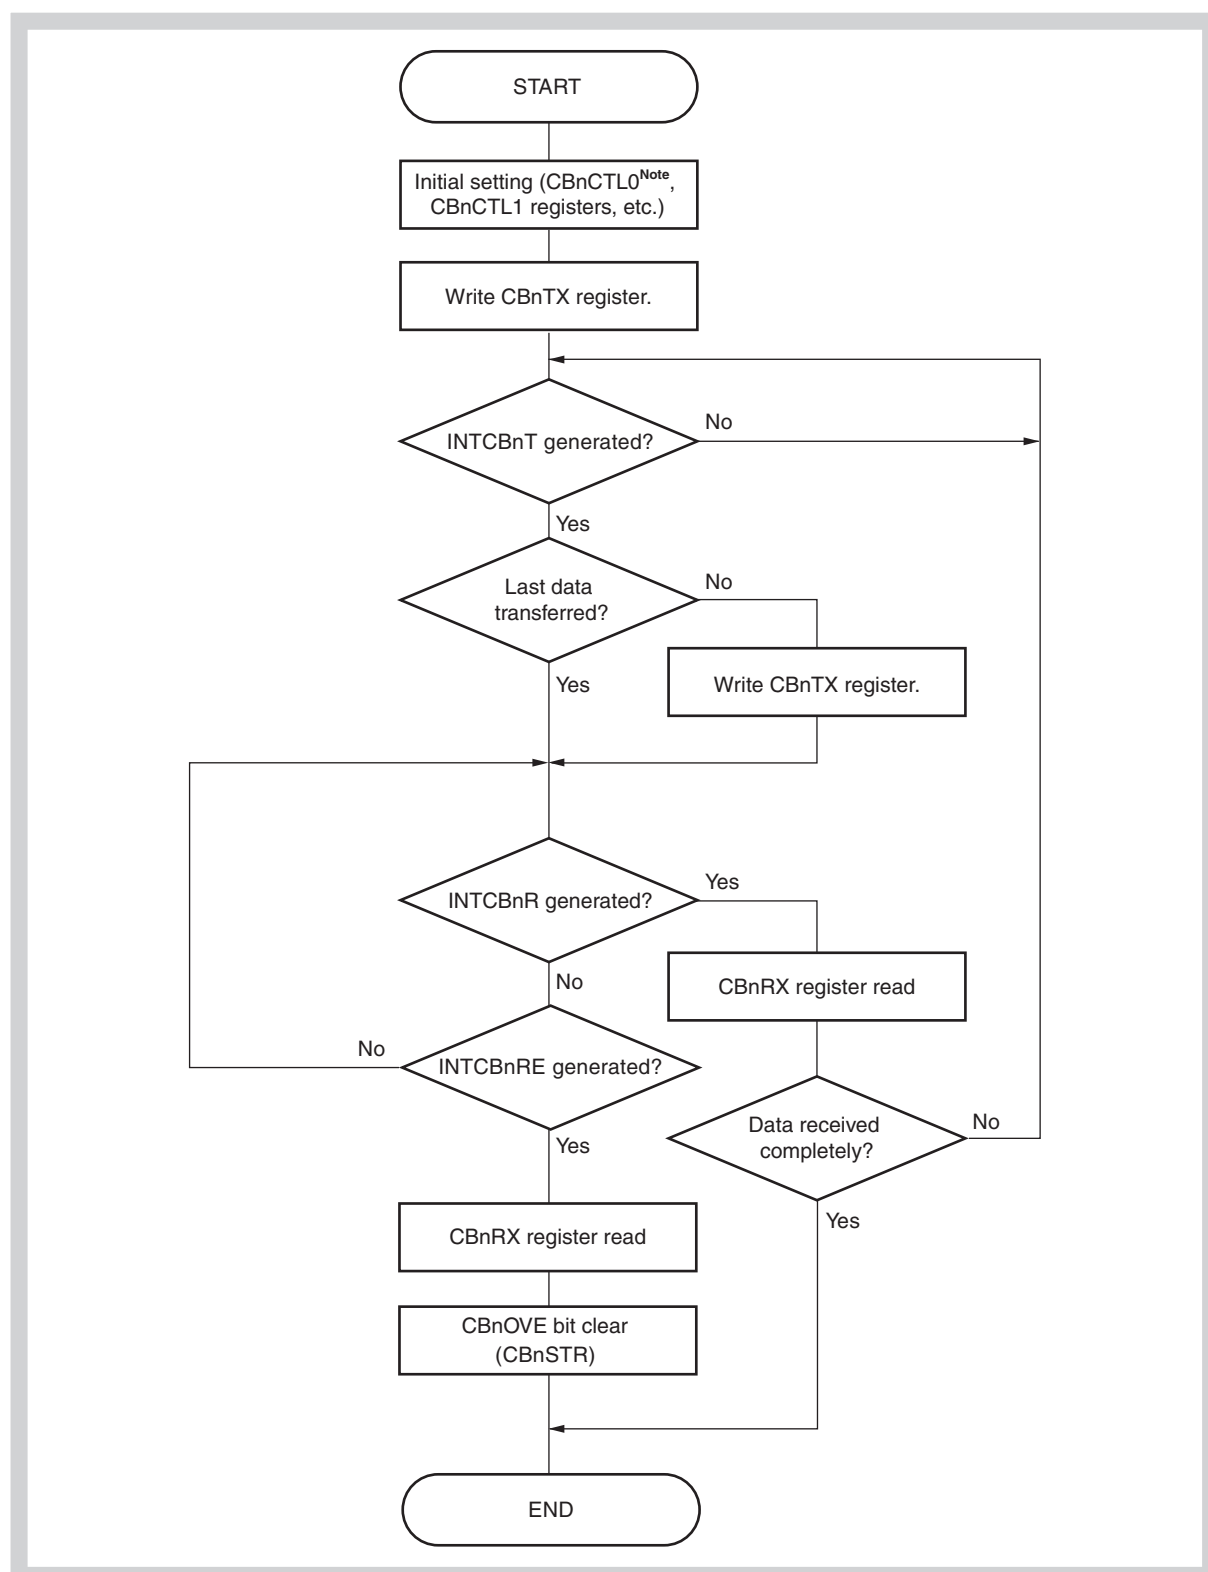 START
Initial setting (CBnCTL0Note,
CBnCTL1 registers, etc.)
Write CBnTX register.
INTCBnT generated?
No
Yes
Last data
transferred?
No
Yes
Write CBnTX register.
INTCBnR generated?
Yes
No
CBnRX register read
INTCBnRE generated?
No
Yes
Data received
completely?
No
Yes
CBnRX register read
CBnOVE bit clear
(CBnSTR)
END